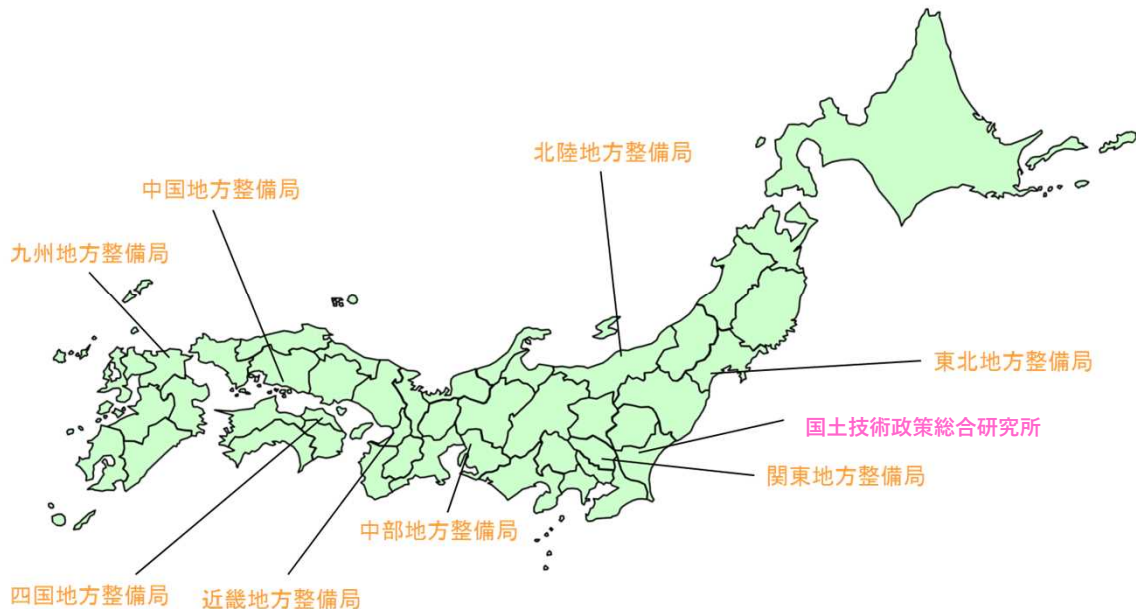 北陸地方整備局
中国地方整備局
九州地方整備局
東北地方整備局
国土技術政策総合研究所
関東地方整備局
中部地方整備局
四国地方整備局
近畿地方整備局